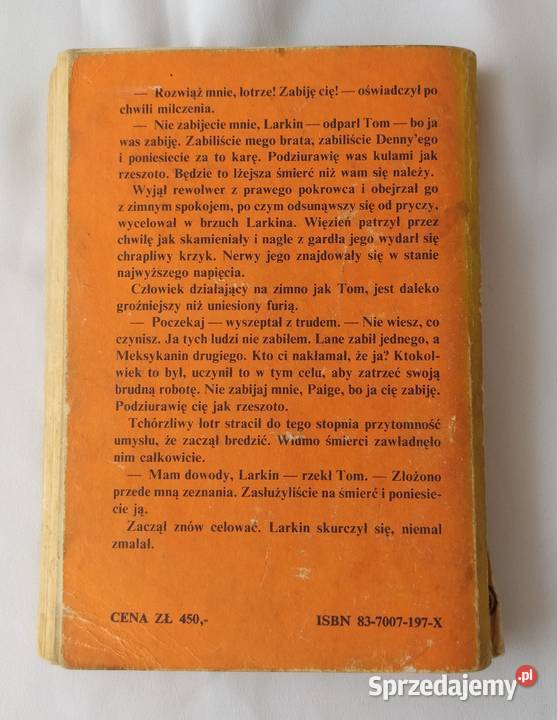 — Rozwiąż mnie, łotrze! Zabiję cię! — oświadczył po
chwili milczenia.
— Nie zabijecie mnie, Larkin — odparł Tom — bo ja
was zabiję. Zabiliście mego brata, zabiliście Denny'ego
i poniesiecie za to karę. Podziurawię was kulami jak
rzeszoto. Będzie to lżejsza śmierć niż wam się należy.
Wyjął rewolwer z prawego pokrowca i obejrzał go
z zimnym spokojem, po czym odsunąwszy się od pryczy,
wycelował w brzuch Larkina. Więzień patrzył przez
chwilę jak skamieniały i nagle z gardła jego wydarł się
chrapliwy krzyk. Nerwy jego znajdowały się w stanie
najwyższego napięcia.
Człowiek działający na zimno jak Tom, jest daleko
groźniejszy niż uniesiony furią.
— Poczekaj — wyszeptał z trudem. — Nie wiesz, co
czynisz. Ja tych ludzi nie zabiłem. Lane zabił jednego, a
Meksykanin drugiego. Kto ci nakłamał, że ja? Ktokol-
wiek to był, uczynił to w tym celu, aby zatrzeć swoją
brudną robotę. Nie zabijaj mnie, Paige, bo ja cię zabiję.
Podziurawię cię jak rzeszoto.
Tchórzliwy łotr stracił do tego stopnia przytomność
umysłu, że zaczął bredzić. Widmo śmierci zawładnęło
nim całkowicie.
— Mam dowody, Larkin — rzekł Tom. — Złożono
przede mną zeznania. Zasłużyliście na śmierć i poniesie-
cie ją.
Zaczął znów celować. Larkin skurczył się, niemal
zmalał.
CENA ZŁ 450,- ISBN 83-7007-197-X
Sprzedajemy.pl